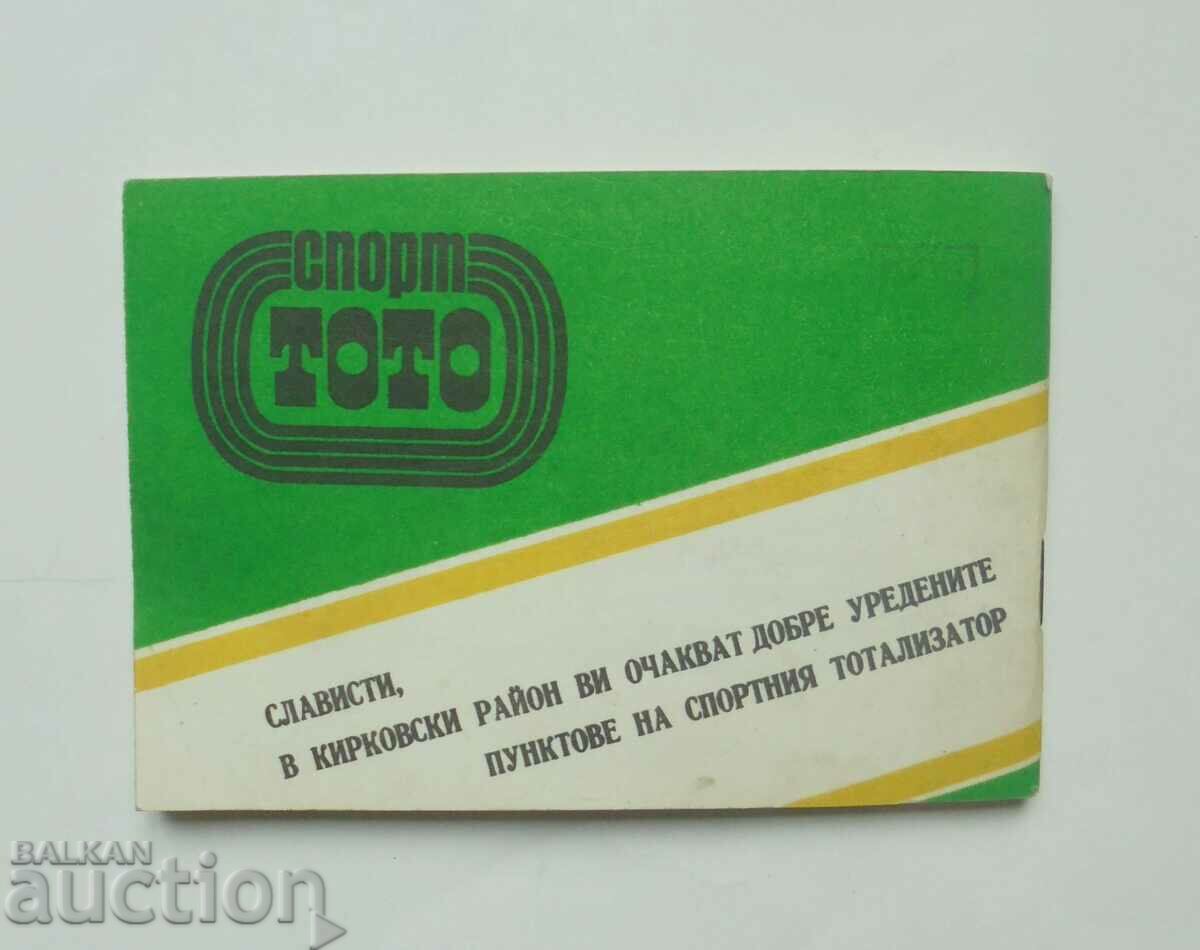 спорт
ТОТО
СЛАВИСТИ,
В КИРКОВСКИ РАЙОН ВИ ОЧАКВАТ ДОБРЕ УРЕДЕНИТЕ
ПУНКТОВЕ НА СПОРТНИЯ ТОТАЛИЗАТОР
BALKAN
auction